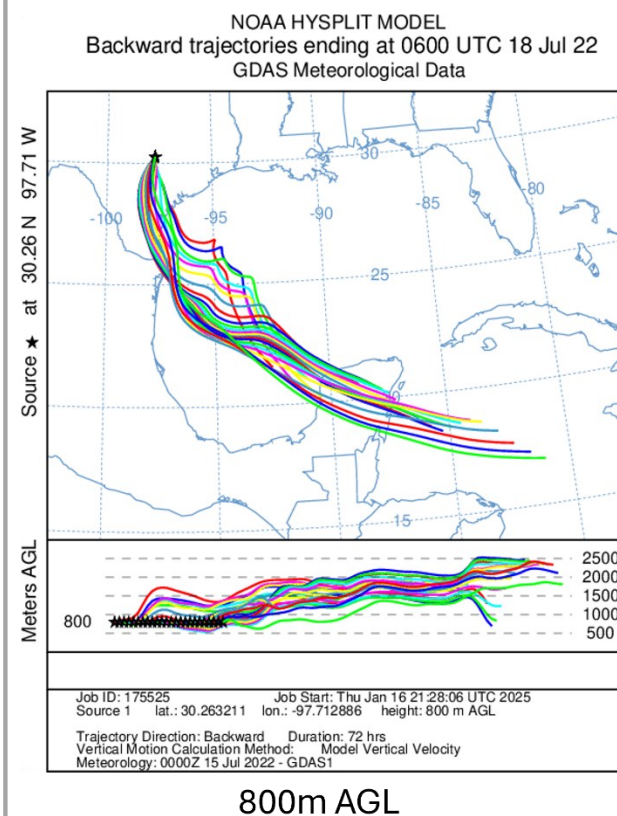 NOAA HYSPLIT MODEL
Backward trajectories ending at 0600 UTC 18 Jul 22
GDAS Meteorological Data
Source ★ at 30.26 N 97.71 W
30
-80
-100
-95
-90
-85
25
15
Meters AGL
2500
2000
1500
800
1000
500
Job ID: 175525 Job Start: Thu Jan 16 21:28:06 UTC 2025
Source 1 lat.: 30.263211 lon.: -97.712886 height: 800 m AGL
Trajectory Direction: Backward Duration: 72 hrs
Vertical Motion Calculation Method: Model Vertical Velocity
Meteorology: 0000Z 15 Jul 2022 - GDAS1
800m AGL